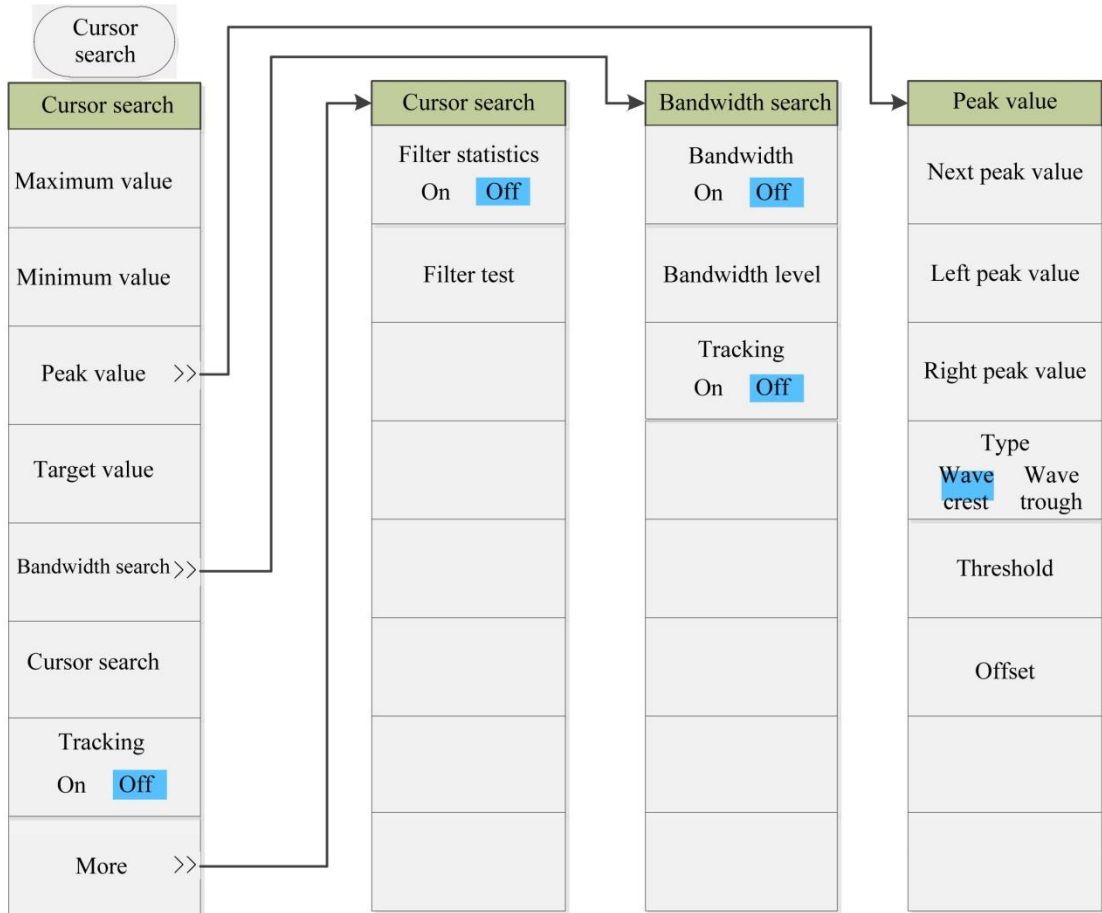 Cursor
search
Cursor search
Maximum value
Minimum value
Peak value >>
Target value
Bandwidth search >>
Cursor search
Tracking
On Off
More >>
Cursor search
Filter statistics
On Off
Filter test
Bandwidth search
Bandwidth
On Off
Bandwidth level
Tracking
On Off
Peak value
Next peak value
Left peak value
Right peak value
Type
Wave Wave
crest trough
Threshold
Offset